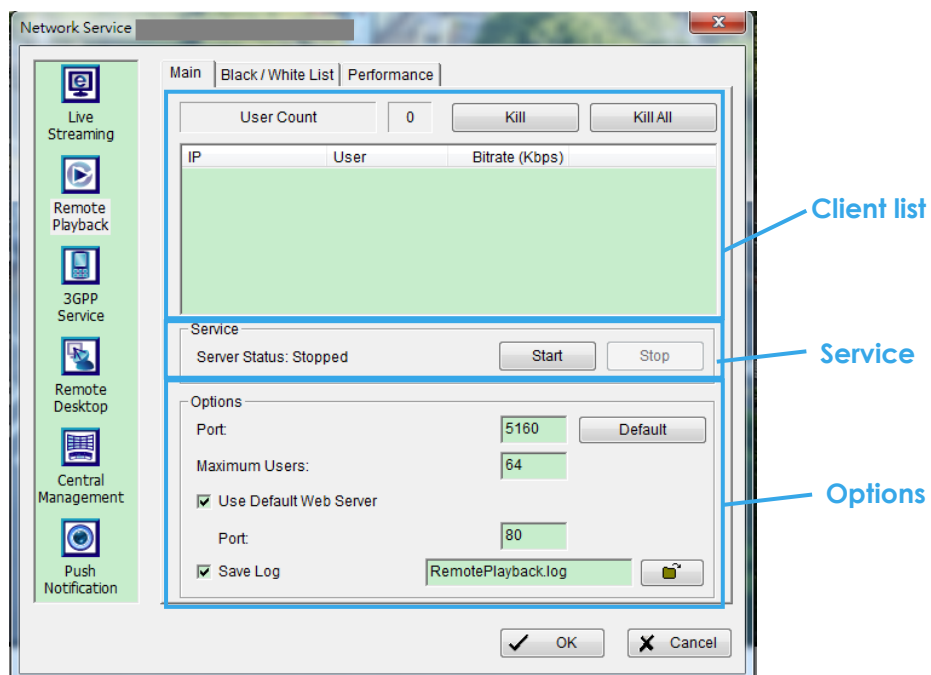 Network Service
Live
Streaming
Remote
Playback
3GPP
Service
Remote
Desktop
Central
Management
Push
Notification
Main
Black / White List
Performance
User Count
0
Kill
Kill All
IP
User
Bitrate (Kbps)
Client list
Service
Server Status: Stopped
Start
Stop
Service
Options
Port:
5160
Default
Maximum Users:
64
Use Default Web Server
Options
Port:
80
Save Log
RemotePlayback.log
OK
Cancel